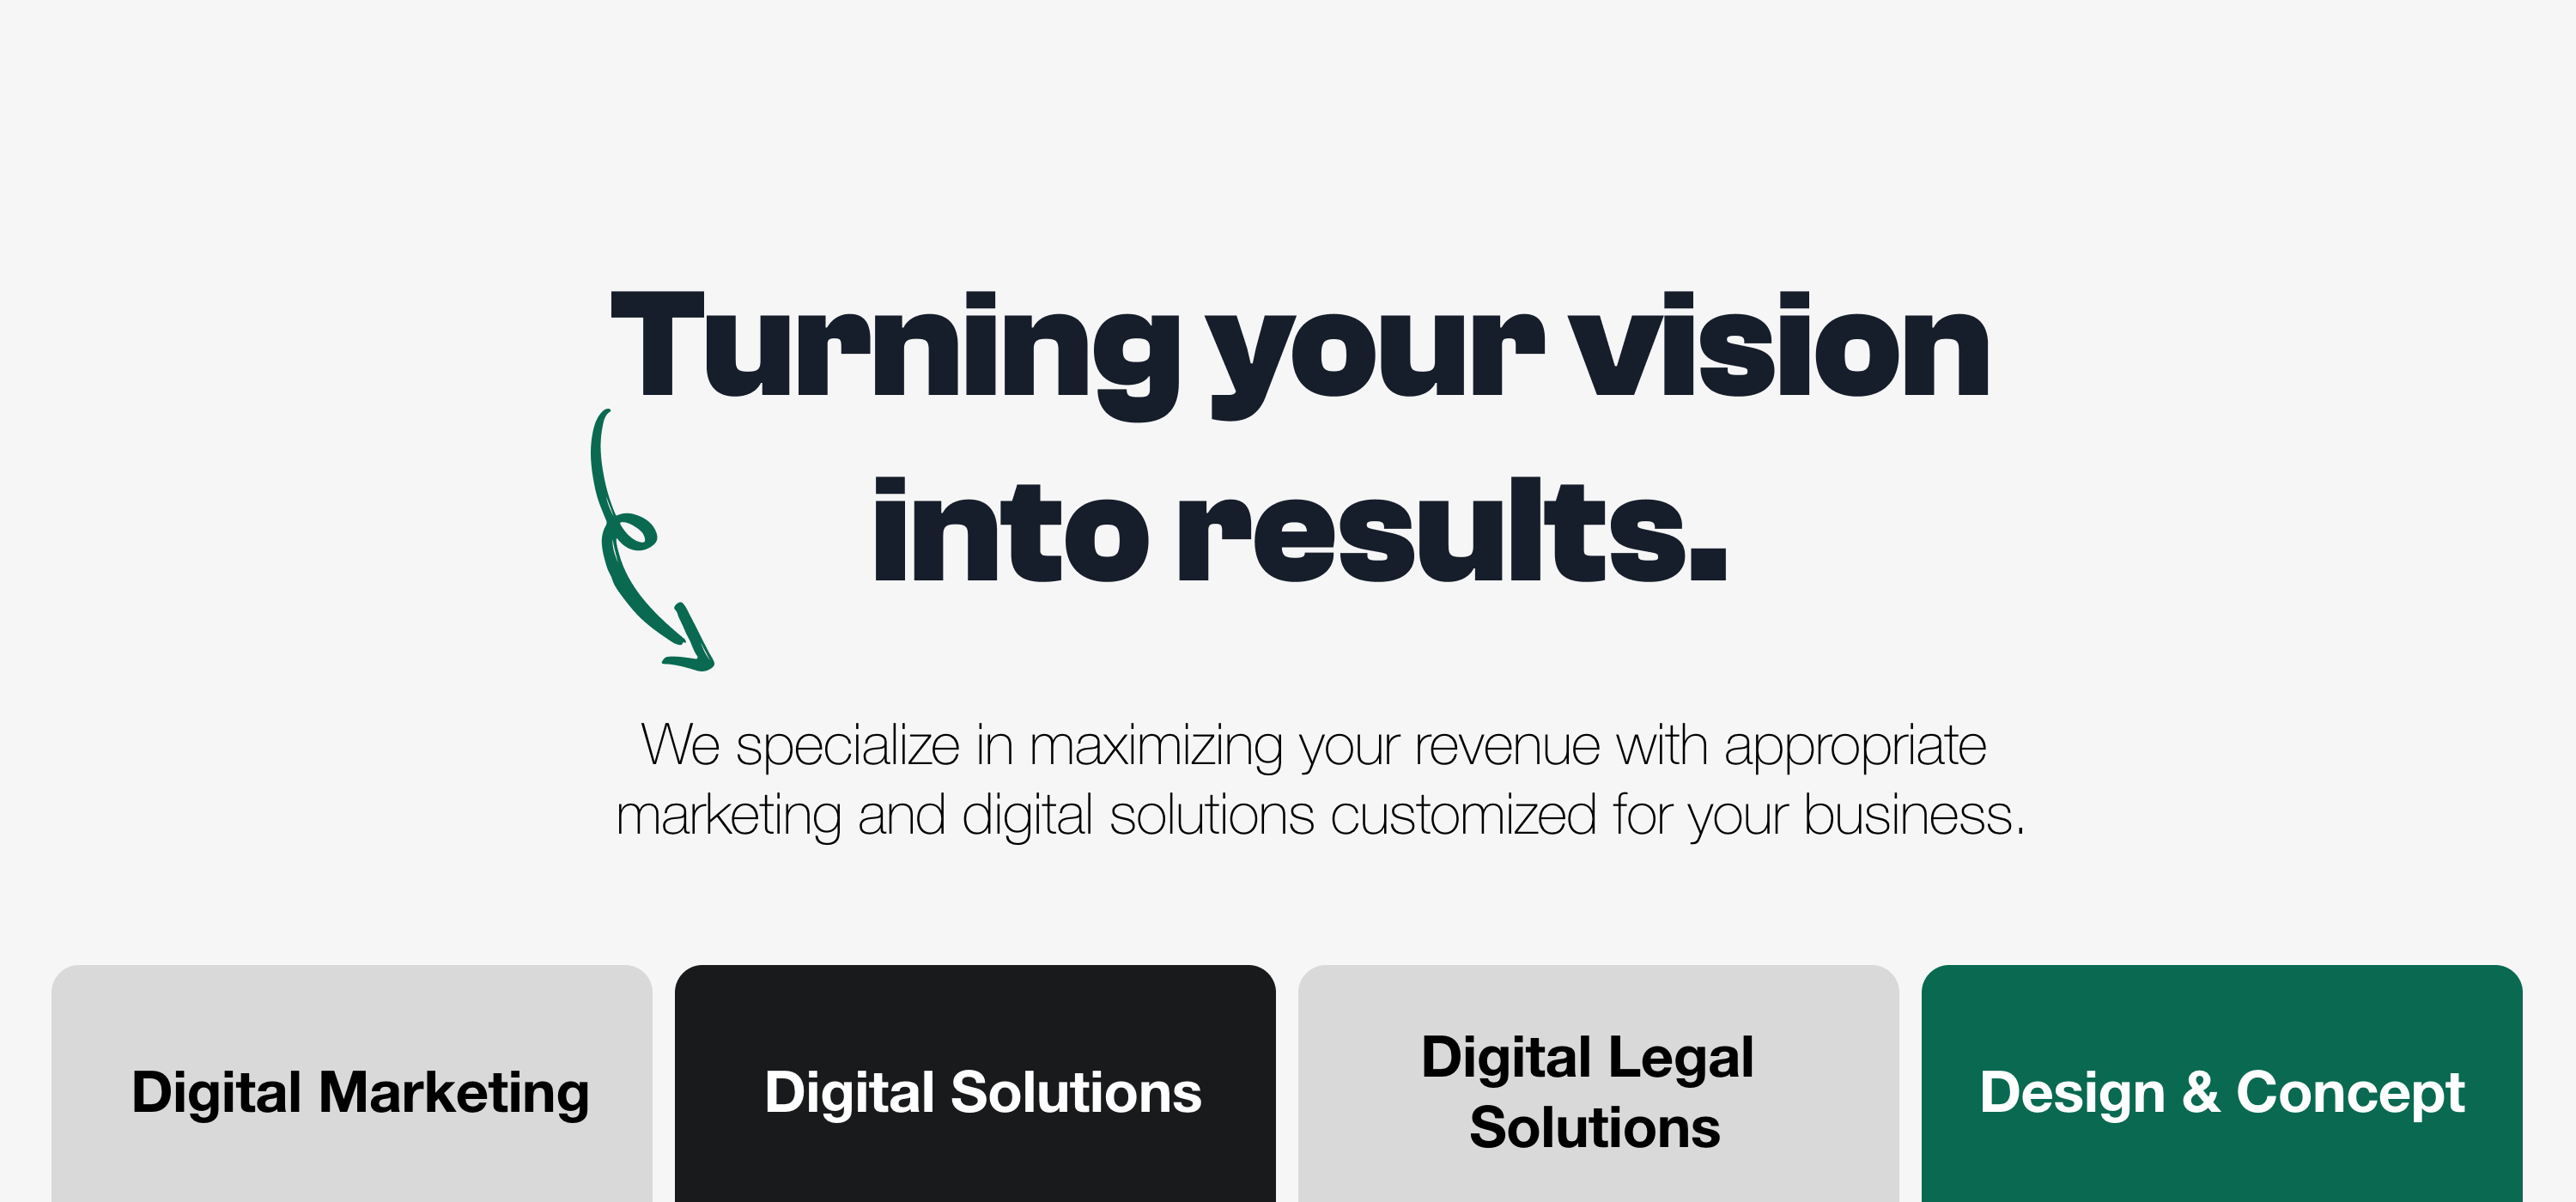 Turning your vision
into results.
We specialize in maximizing your revenue with appropriate
marketing and digital solutions customized for your business.
Digital Marketing
Digital Solutions
Digital Legal
Solutions
Design & Concept